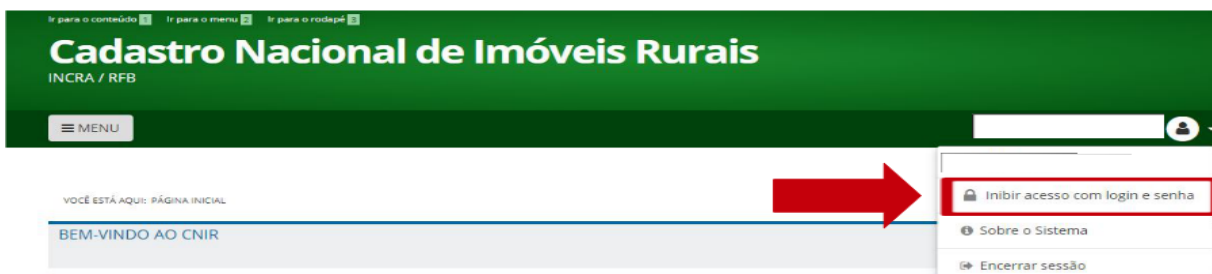 Ir para o conteúdo 1 Ir para o menu 2 Ir para o rodapé 3
Cadastro Nacional de Imóveis Rurais
INCRA / RFB
MENU
Inibir acesso com login e senha
VOCÊ ESTÁ AQUI: PÁGINA INICIAL
Sobre o Sistema
BEM-VINDO AO CNIR
Encerrar sessão